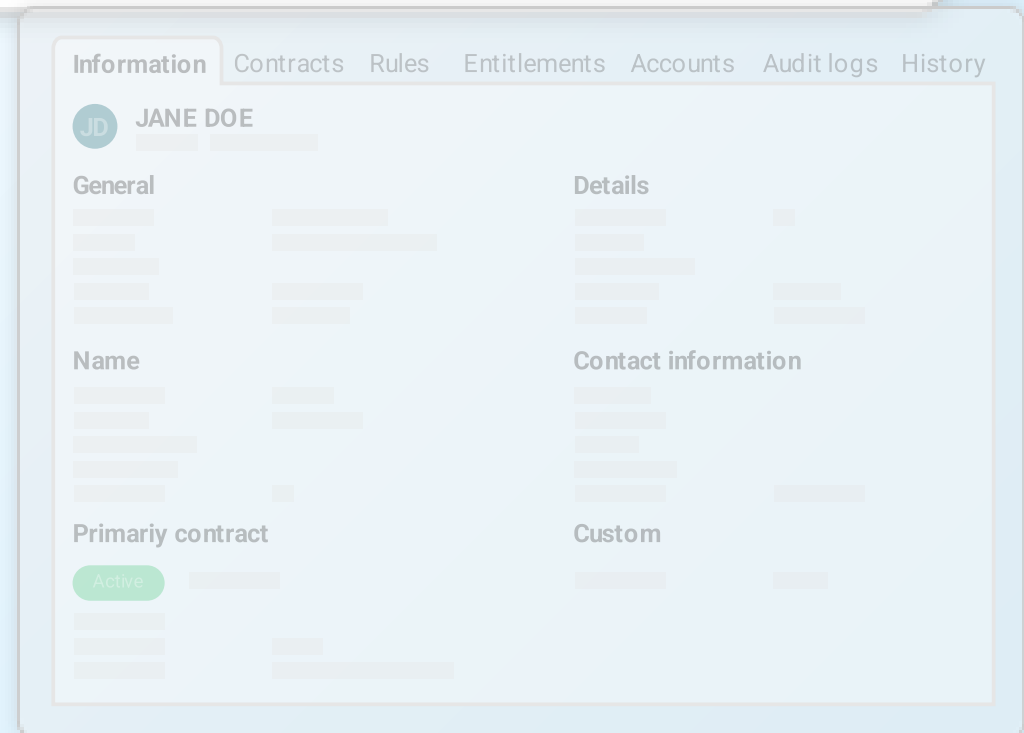 Information Contracts Rules Entitlements Accounts Audit logs History
JD JANE DOE
General
Details
Name
Contact information
Primariy contract
Custom
Active